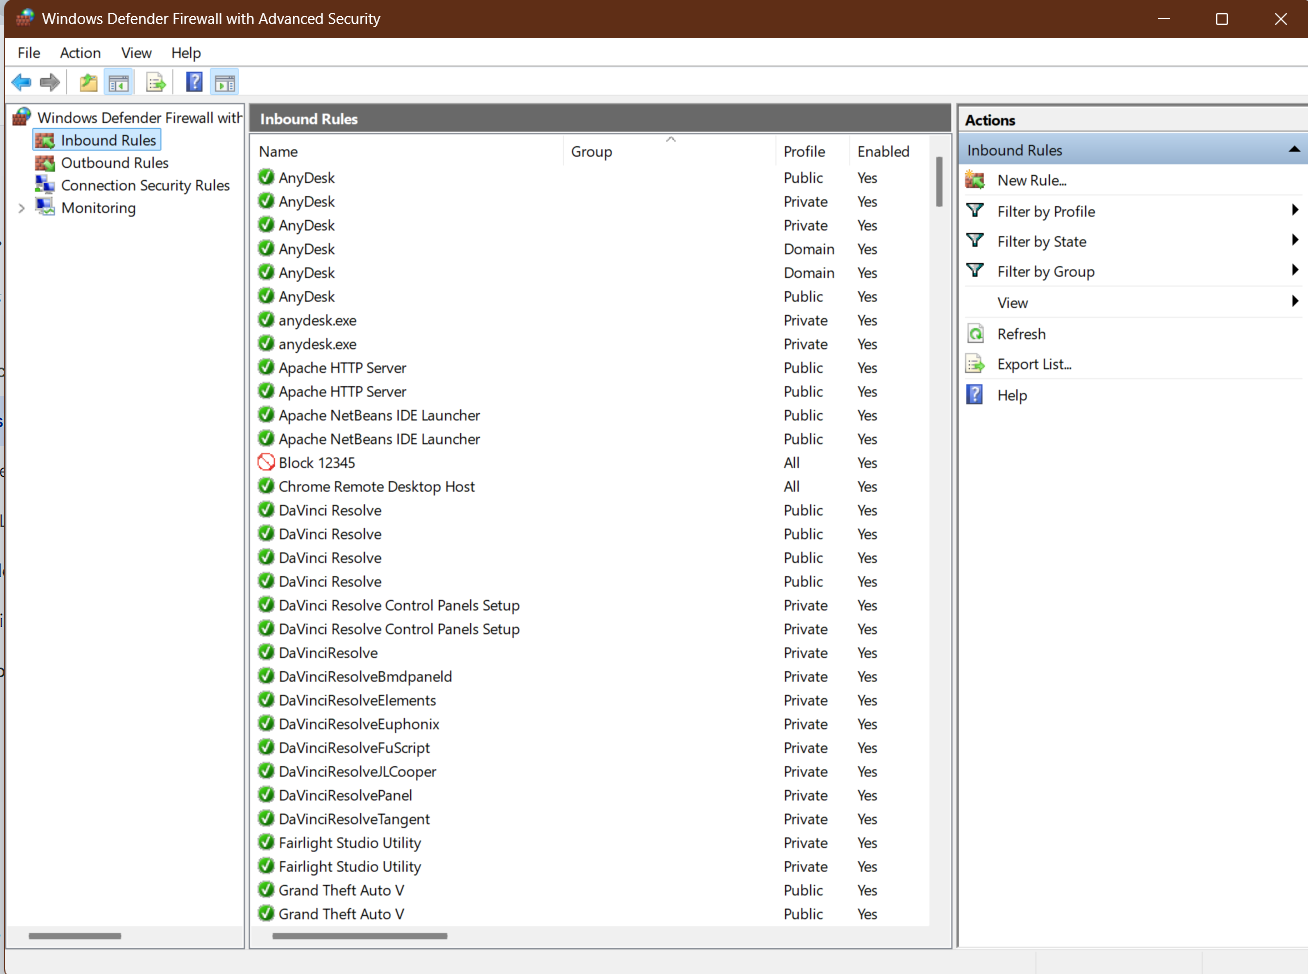 Windows Defender Firewall with Advanced Security
File Action View Help
Windows Defender Firewall with
Inbound Rules
Outbound Rules
Connection Security Rules
Monitoring
Inbound Rules
Name Group Profile Enabled
AnyDesk Public Yes
AnyDesk Private Yes
AnyDesk Private Yes
AnyDesk Domain Yes
AnyDesk Domain Yes
AnyDesk Public Yes
anydesk.exe Private Yes
anydesk.exe Private Yes
Apache HTTP Server Public Yes
Apache HTTP Server Public Yes
Apache NetBeans IDE Launcher Public Yes
Apache NetBeans IDE Launcher Public Yes
Block 12345 All Yes
Chrome Remote Desktop Host All Yes
DaVinci Resolve Public Yes
DaVinci Resolve Public Yes
DaVinci Resolve Public Yes
DaVinci Resolve Public Yes
DaVinci Resolve Control Panels Setup Private Yes
DaVinci Resolve Control Panels Setup Private Yes
DaVinciResolve Private Yes
DaVinciResolveBmdpaneld Private Yes
DaVinciResolveElements Private Yes
DaVinciResolveEuphonix Private Yes
DaVinciResolveFuScript Private Yes
DaVinciResolveJLCooper Private Yes
DaVinciResolvePanel Private Yes
DaVinciResolveTangent Private Yes
Fairlight Studio Utility Private Yes
Fairlight Studio Utility Private Yes
Grand Theft Auto V Public Yes
Grand Theft Auto V Public Yes
Actions
Inbound Rules
New Rule...
Filter by Profile
Filter by State
Filter by Group
View
Refresh
Export List...
Help